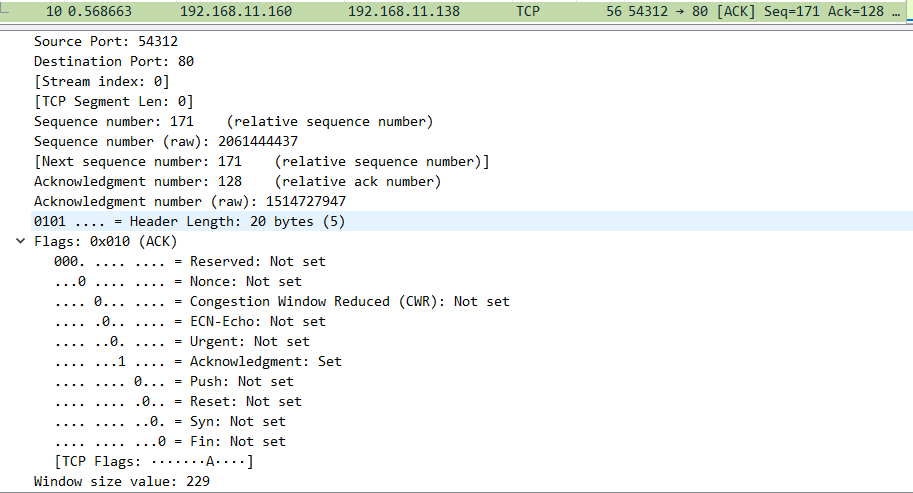 10 0.568663 192.168.11.160 192.168.11.138 TCP 56 54312 → 80 [ACK] Seq=171 Ack=128 …
Source Port: 54312
Destination Port: 80
[Stream index: 0]
[TCP Segment Len: 0]
Sequence number: 171    (relative sequence number)
Sequence number (raw): 2061444437
[Next sequence number: 171    (relative sequence number)]
Acknowledgment number: 128    (relative ack number)
Acknowledgment number (raw): 1514727947
0101 .... = Header Length: 20 bytes (5)
Flags: 0x010 (ACK)
000. .... .... = Reserved: Not set
...0 .... .... = Nonce: Not set
.... 0... .... = Congestion Window Reduced (CWR): Not set
.... .0.. .... = ECN-Echo: Not set
.... ..0. .... = Urgent: Not set
.... ...1 .... = Acknowledgment: Set
.... .... 0... = Push: Not set
.... .... .0.. = Reset: Not set
.... .... ..0. = Syn: Not set
.... .... ...0 = Fin: Not set
[TCP Flags: ·······A····]
Window size value: 229